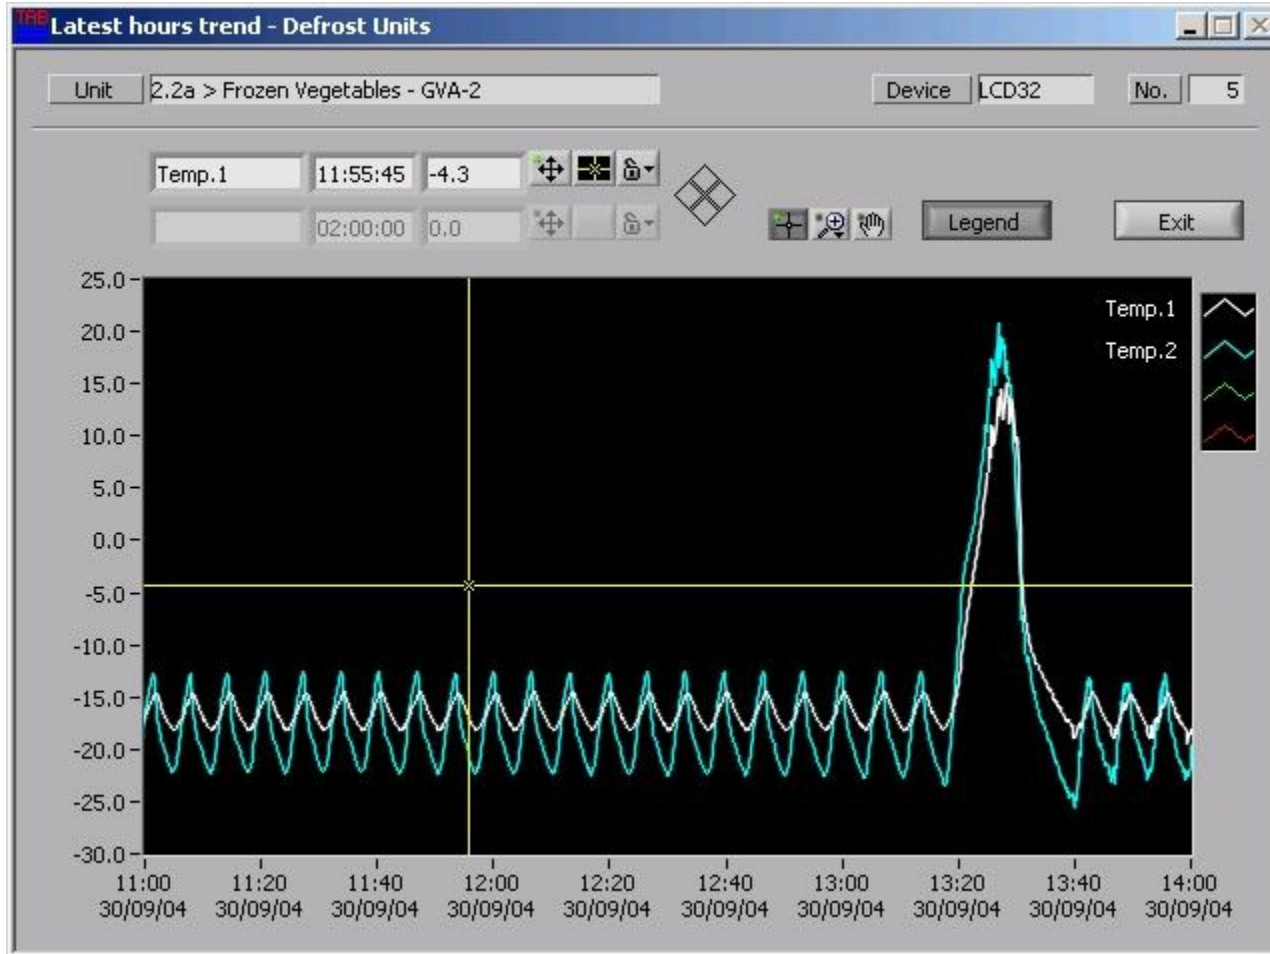 TAB Latest hours trend - Defrost Units
Unit 2.2a > Frozen Vegetables - GVA-2 Device LCD32 No. 5
Temp.1 11:55:45 -4.3
02:00:00 0.0
Legend Exit
Temp.1
Temp.2
25.0
20.0
15.0
10.0
5.0
0.0
-5.0
-10.0
-15.0
-20.0
-25.0
-30.0
11:00 11:20 11:40 12:00 12:20 12:40 13:00 13:20 13:40 14:00
30/09/04 30/09/04 30/09/04 30/09/04 30/09/04 30/09/04 30/09/04 30/09/04 30/09/04 30/09/04